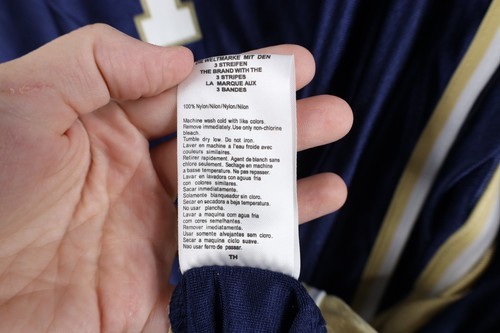 DIE WELTMARKE MIT DEN
3 STREIFEN
THE BRAND WITH THE
3 STRIPES
LA MARQUE AUX
3 BANDES
100% Nylon/Nilon/Nylon/Nilon
Machine wash cold with like colors.
Remove immediately. Use only non-chlorine
bleach.
Tumble dry low. Do not iron.
Laver en machine a l'eau froide avec
couleurs similaires.
Retirer rapidement. Agent de blanch sans
chlore seulement. Sechage en machine
a basse temperature. Ne pas repasser.
Lavar en lavadora con agua fria
con colores similares.
Sacar inmediatamente.
Solmente blanqueador sin cloro.
Secar en secadora a baja temperatura.
No usar plancha.
Lavar a maquina com agua fria
com cores semelhantes.
Remover imediatamente.
Usar somente alvejantes sem cloro.
Secar a maquina ciclo suave.
Nao usar ferro de passar.
TH